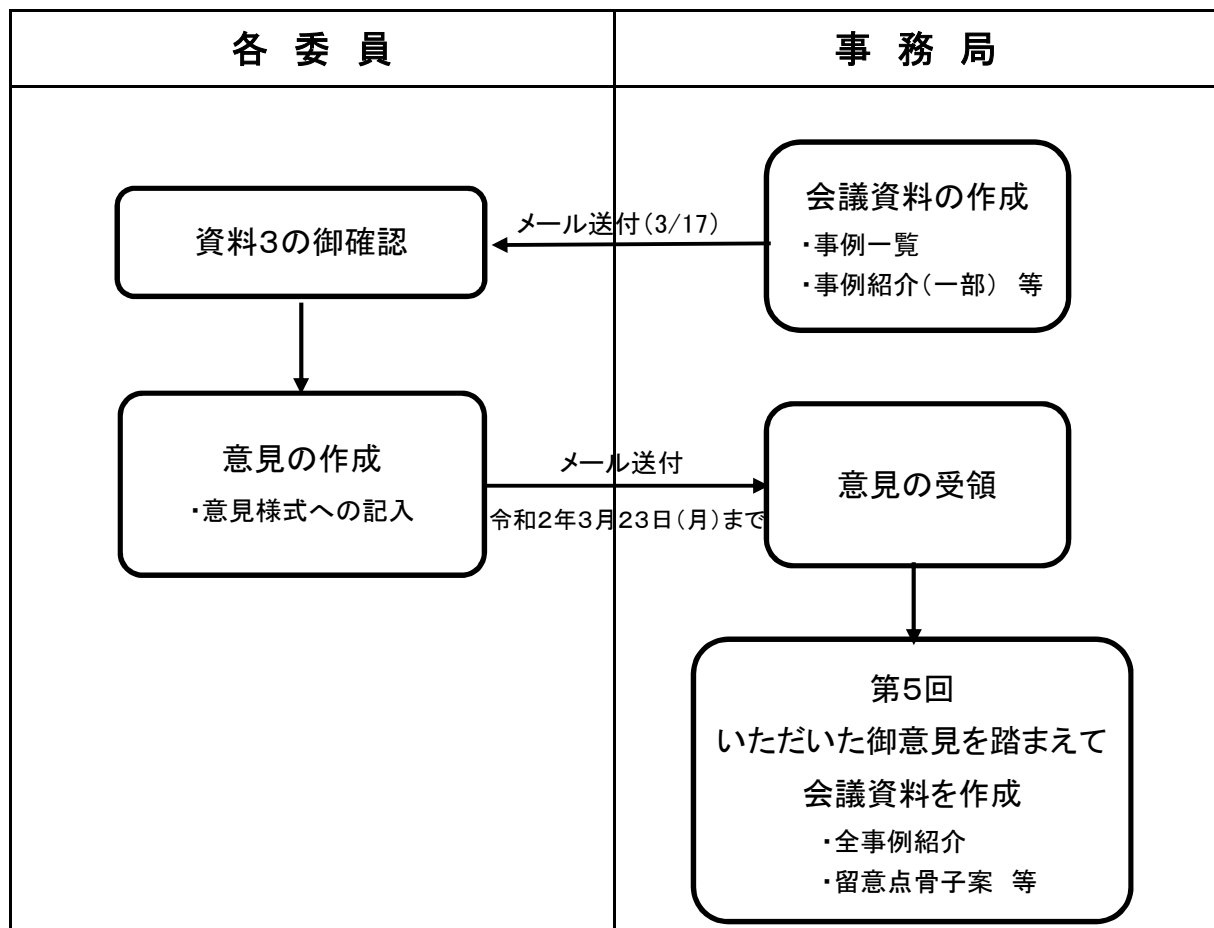 各 委 員
事 務 局
会議資料の作成
・事例一覧
・事例紹介(一部) 等
メール送付(3/17)
資料3の御確認
意見の作成
・意見様式への記入
メール送付
令和2年3月23日(月)まで
意見の受領
第5回
いただいた御意見を踏まえて
会議資料を作成
・全事例紹介
・留意点骨子案 等